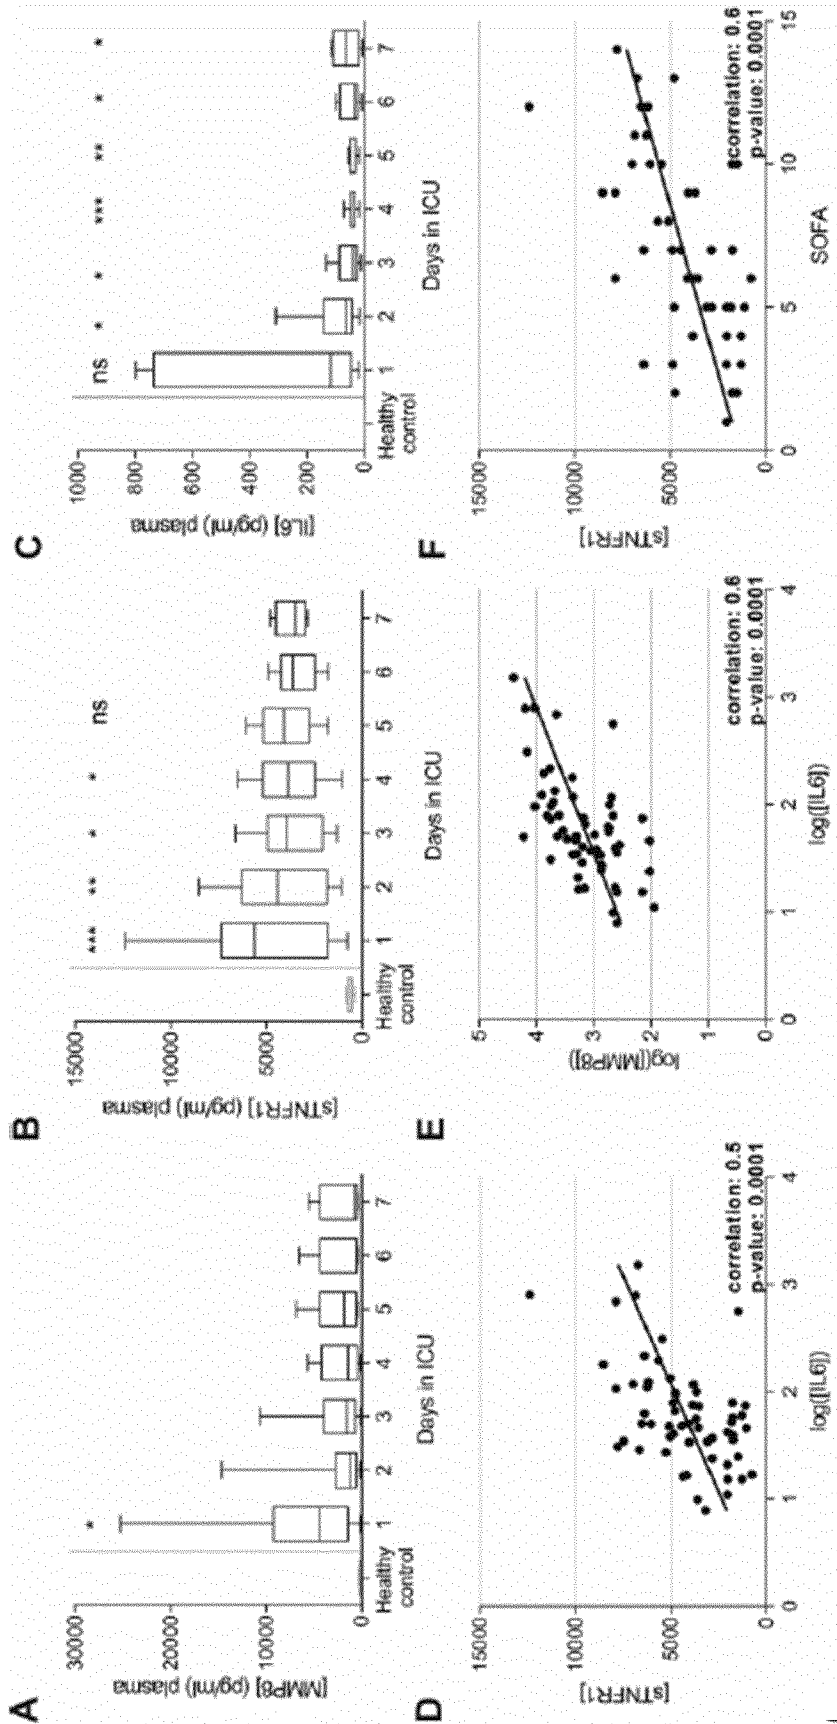 A
[MMP8] (pg/ml) plasma
30000
20000
10000
0
*
Healthy
control
1 2 3 4 5 6 7
Days in ICU
B
[sTNFR1] (pg/ml) plasma
15000
10000
5000
0
*** ** * * ns
Healthy
control
1 2 3 4 5 6 7
Days in ICU
C
[IL6] (pg/ml) plasma
1000
800
600
400
200
0
ns * * *** ** * *
Healthy
control
1 2 3 4 5 6 7
Days in ICU
D
[sTNFR1]
15000
10000
5000
0
correlation: 0.5
p-value: 0.0001
0 1 2 3 4
log([IL6])
E
log([MMP8])
5
4
3
2
1
0
correlation: 0.6
p-value: 0.0001
0 1 2 3 4
log([IL6])
F
[sTNFR1]
15000
10000
5000
0
correlation: 0.6
p-value: 0.0001
0 5 10 15
SOFA